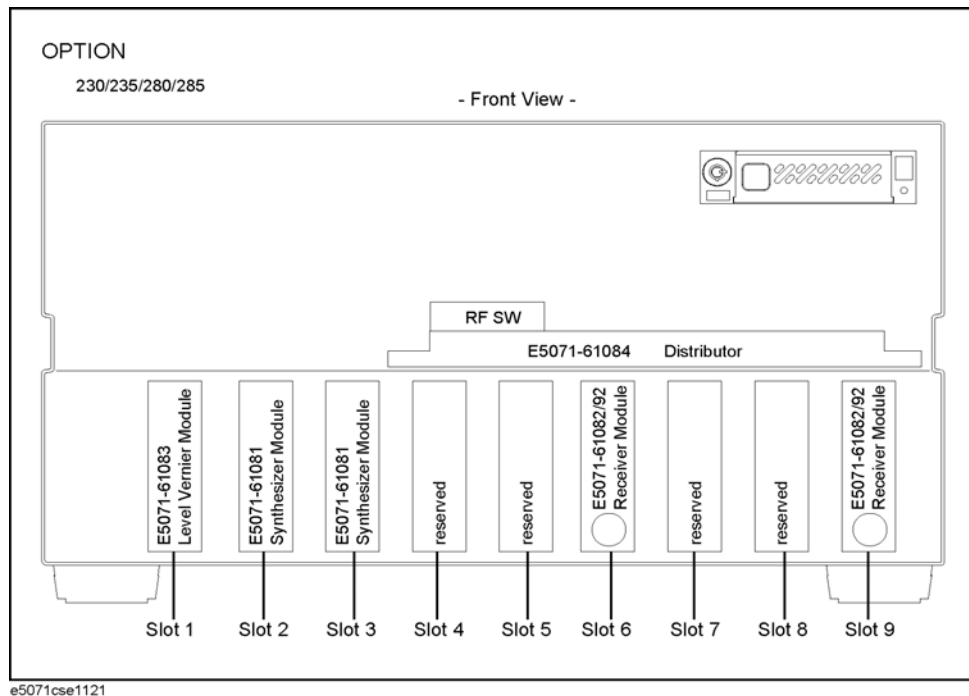 OPTION
230/235/280/285
- Front View -
RF SW
E5071-61084 Distributor
E5071-61083
Level Vernier Module
E5071-61081
Synthesizer Module
E5071-61081
Synthesizer Module
reserved
reserved
E5071-61082/92
Receiver Module
reserved
reserved
E5071-61082/92
Receiver Module
Slot 1 Slot 2 Slot 3 Slot 4 Slot 5 Slot 6 Slot 7 Slot 8 Slot 9
e5071cse1121